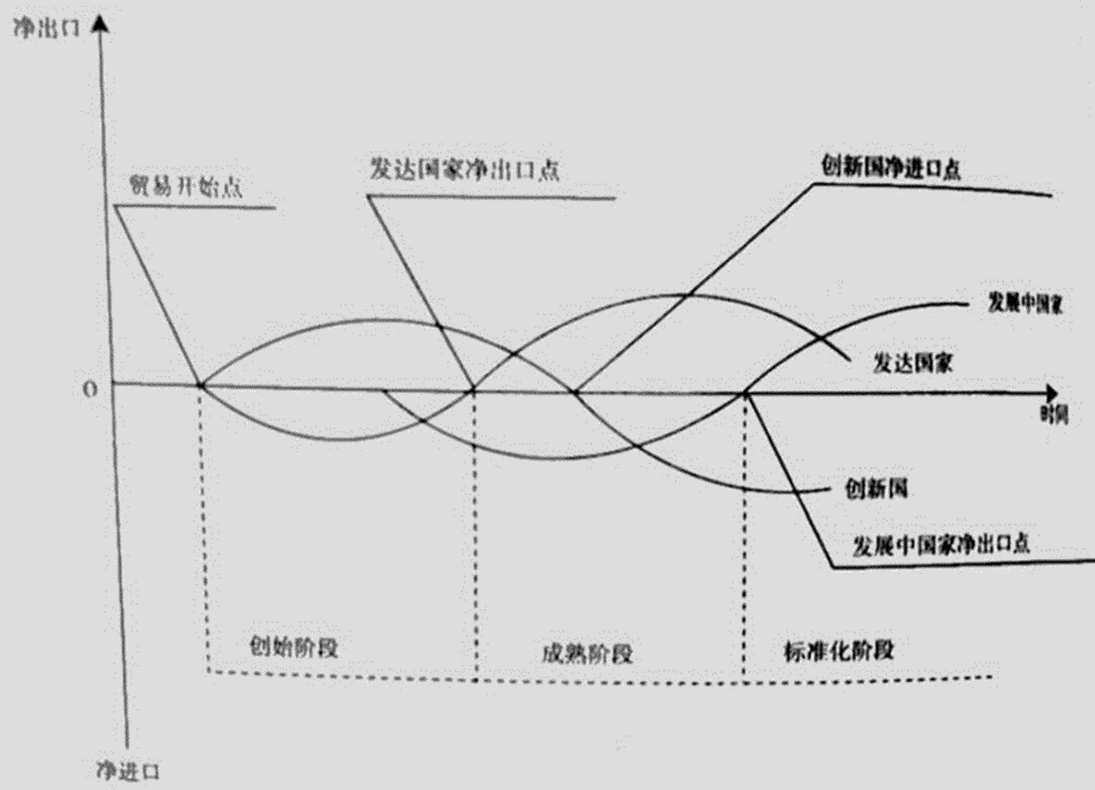 净出口
贸易开始点
发达国家净出口点
创新国净进口点
发展中国家
发达国家
O
时间
创新国
发展中国家净出口点
创始阶段
成熟阶段
标准化阶段
净进口